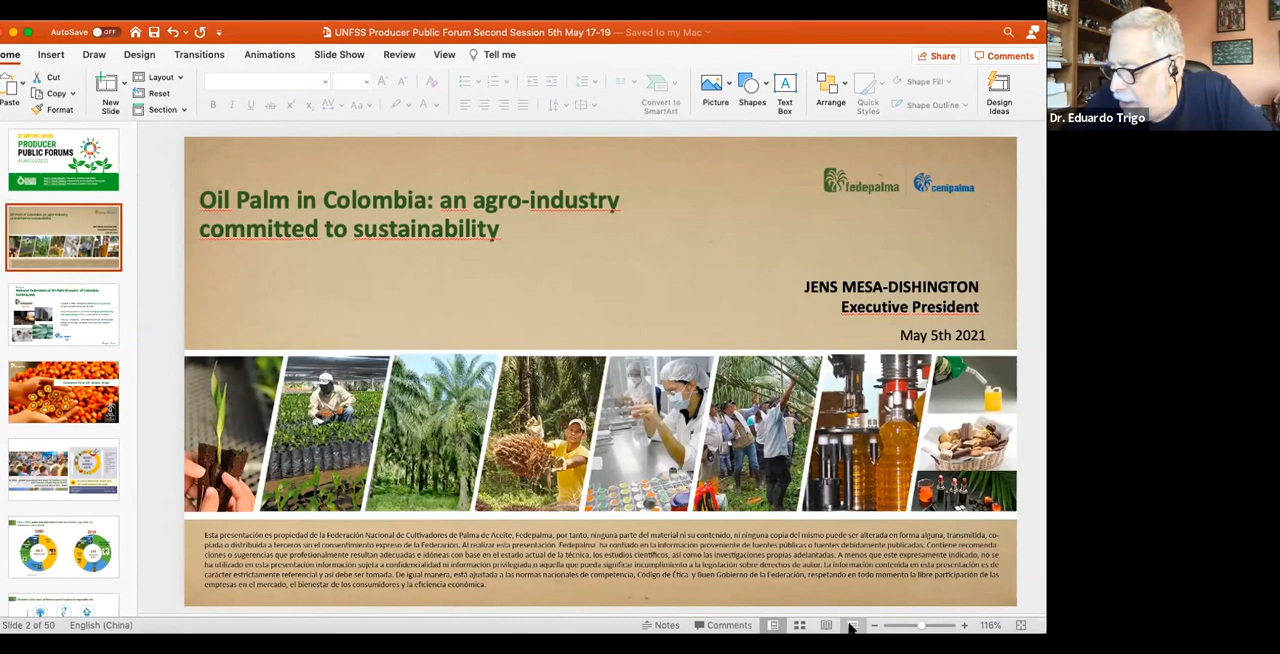 AutoSave OFF
UNFSS Producer Public Forum Second Session 5th May 17-19 — Saved to my Mac
ome Insert Draw Design Transitions Animations Slide Show Review View Tell me
Share Comments
Paste
Cut
Copy
Format
New
Slide
Layout
Reset
Section
Convert to
SmartArt
Picture
Shapes
Text
Box
Arrange
Quick
Styles
Shape Fill
Shape Outline
Design
Ideas
Dr. Eduardo Trigo
PRODUCER
PUBLIC FORUMS
fedepalma cenipalma
Oil Palm in Colombia: an agro-industry
committed to sustainability
JENS MESA-DISHINGTON
Executive President
May 5th 2021
Esta presentación es propiedad de la Federación Nacional de Cultivadores de Palma de Aceite, Fedepalma, por tanto, ninguna parte del material ni su contenido, ni ninguna copia del mismo puede ser alterada en forma alguna, transmitida, co-
piada o distribuida a terceros sin el consentimiento expreso de la Federación. Al realizar esta presentación Fedepalma ha confiado en la información proveniente de fuentes públicas o fuentes debidamente publicadas. Contiene recomenda-
ciones o sugerencias que profesionalmente resultan adecuadas e idóneas con base en el estado actual de la técnica, los estudios científicos, así como las investigaciones propias adelantadas. A menos que este expresamente indicado, no se
ha utilizado en esta presentación información sujeta a confidencialidad ni información privilegiada o aquella que pueda significar incumplimiento a la legislación sobre derechos de autor. La información contenida en esta presentación es de
carácter estrictamente referencial y así debe ser tomada. De igual manera, está ajustada a las normas nacionales de competencia, Código de Ética y Buen Gobierno de la Federación, respetando en todo momento la libre participación de las
empresas en el mercado, el bienestar de los consumidores y la eficiencia económica.
Slide 2 of 50 English (China)
Notes Comments 116%